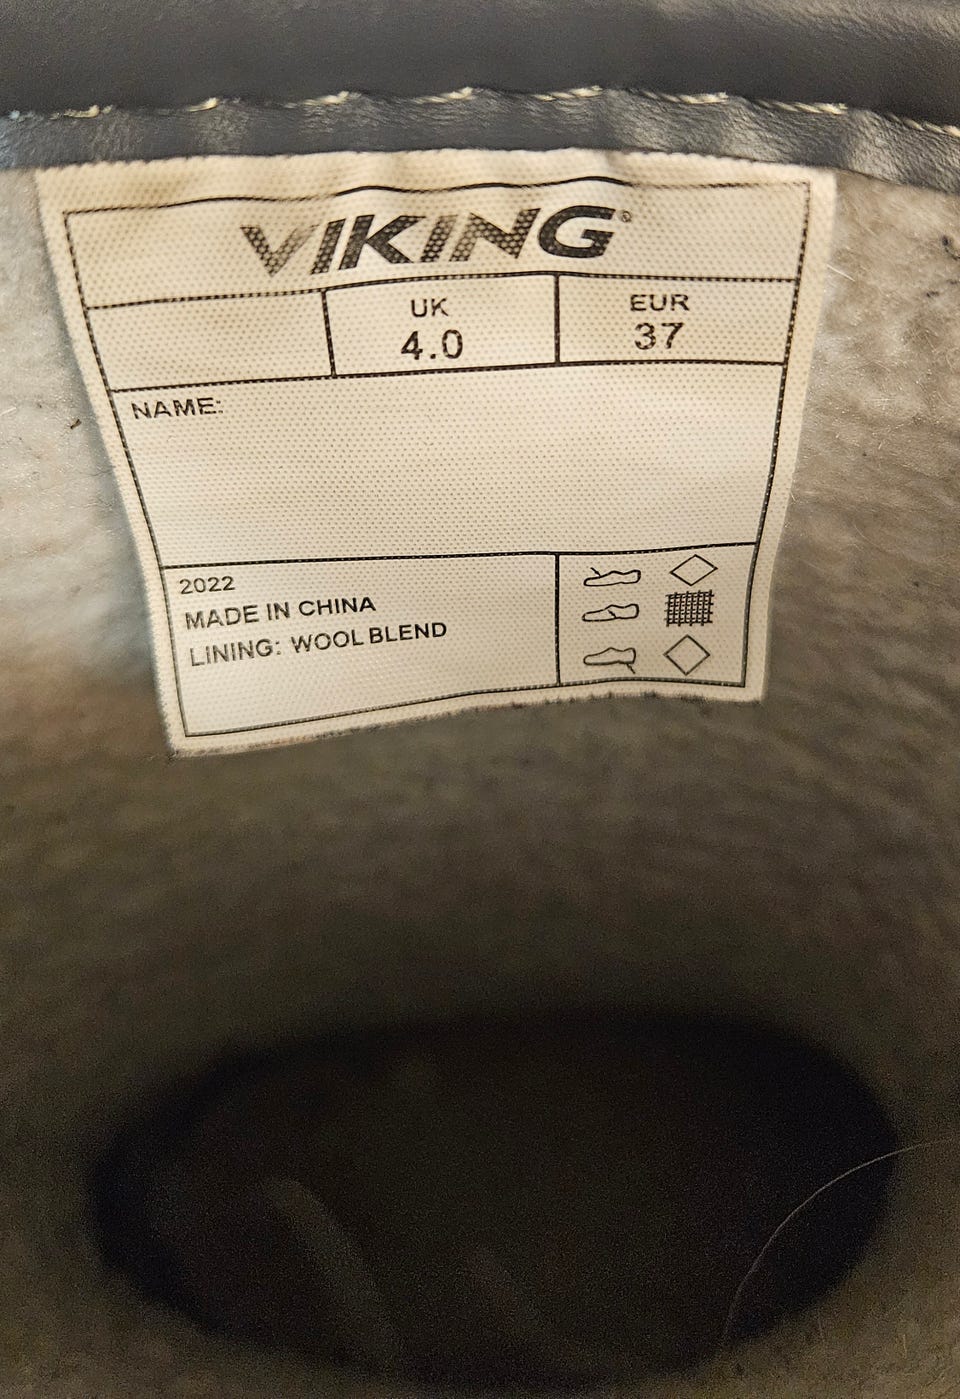 VIKING®
UK EUR
4.0 37
NAME:
2022
MADE IN CHINA
LINING: WOOL BLEND